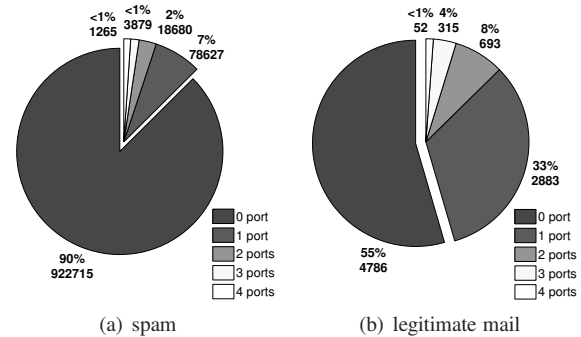 <1%
1265
<1%
3879
2%
18680
7%
78627
90%
922715
0 port
1 port
2 ports
3 ports
4 ports
(a) spam
<1%
52
4%
315
8%
693
33%
2883
55%
4786
0 port
1 port
2 ports
3 ports
4 ports
(b) legitimate mail